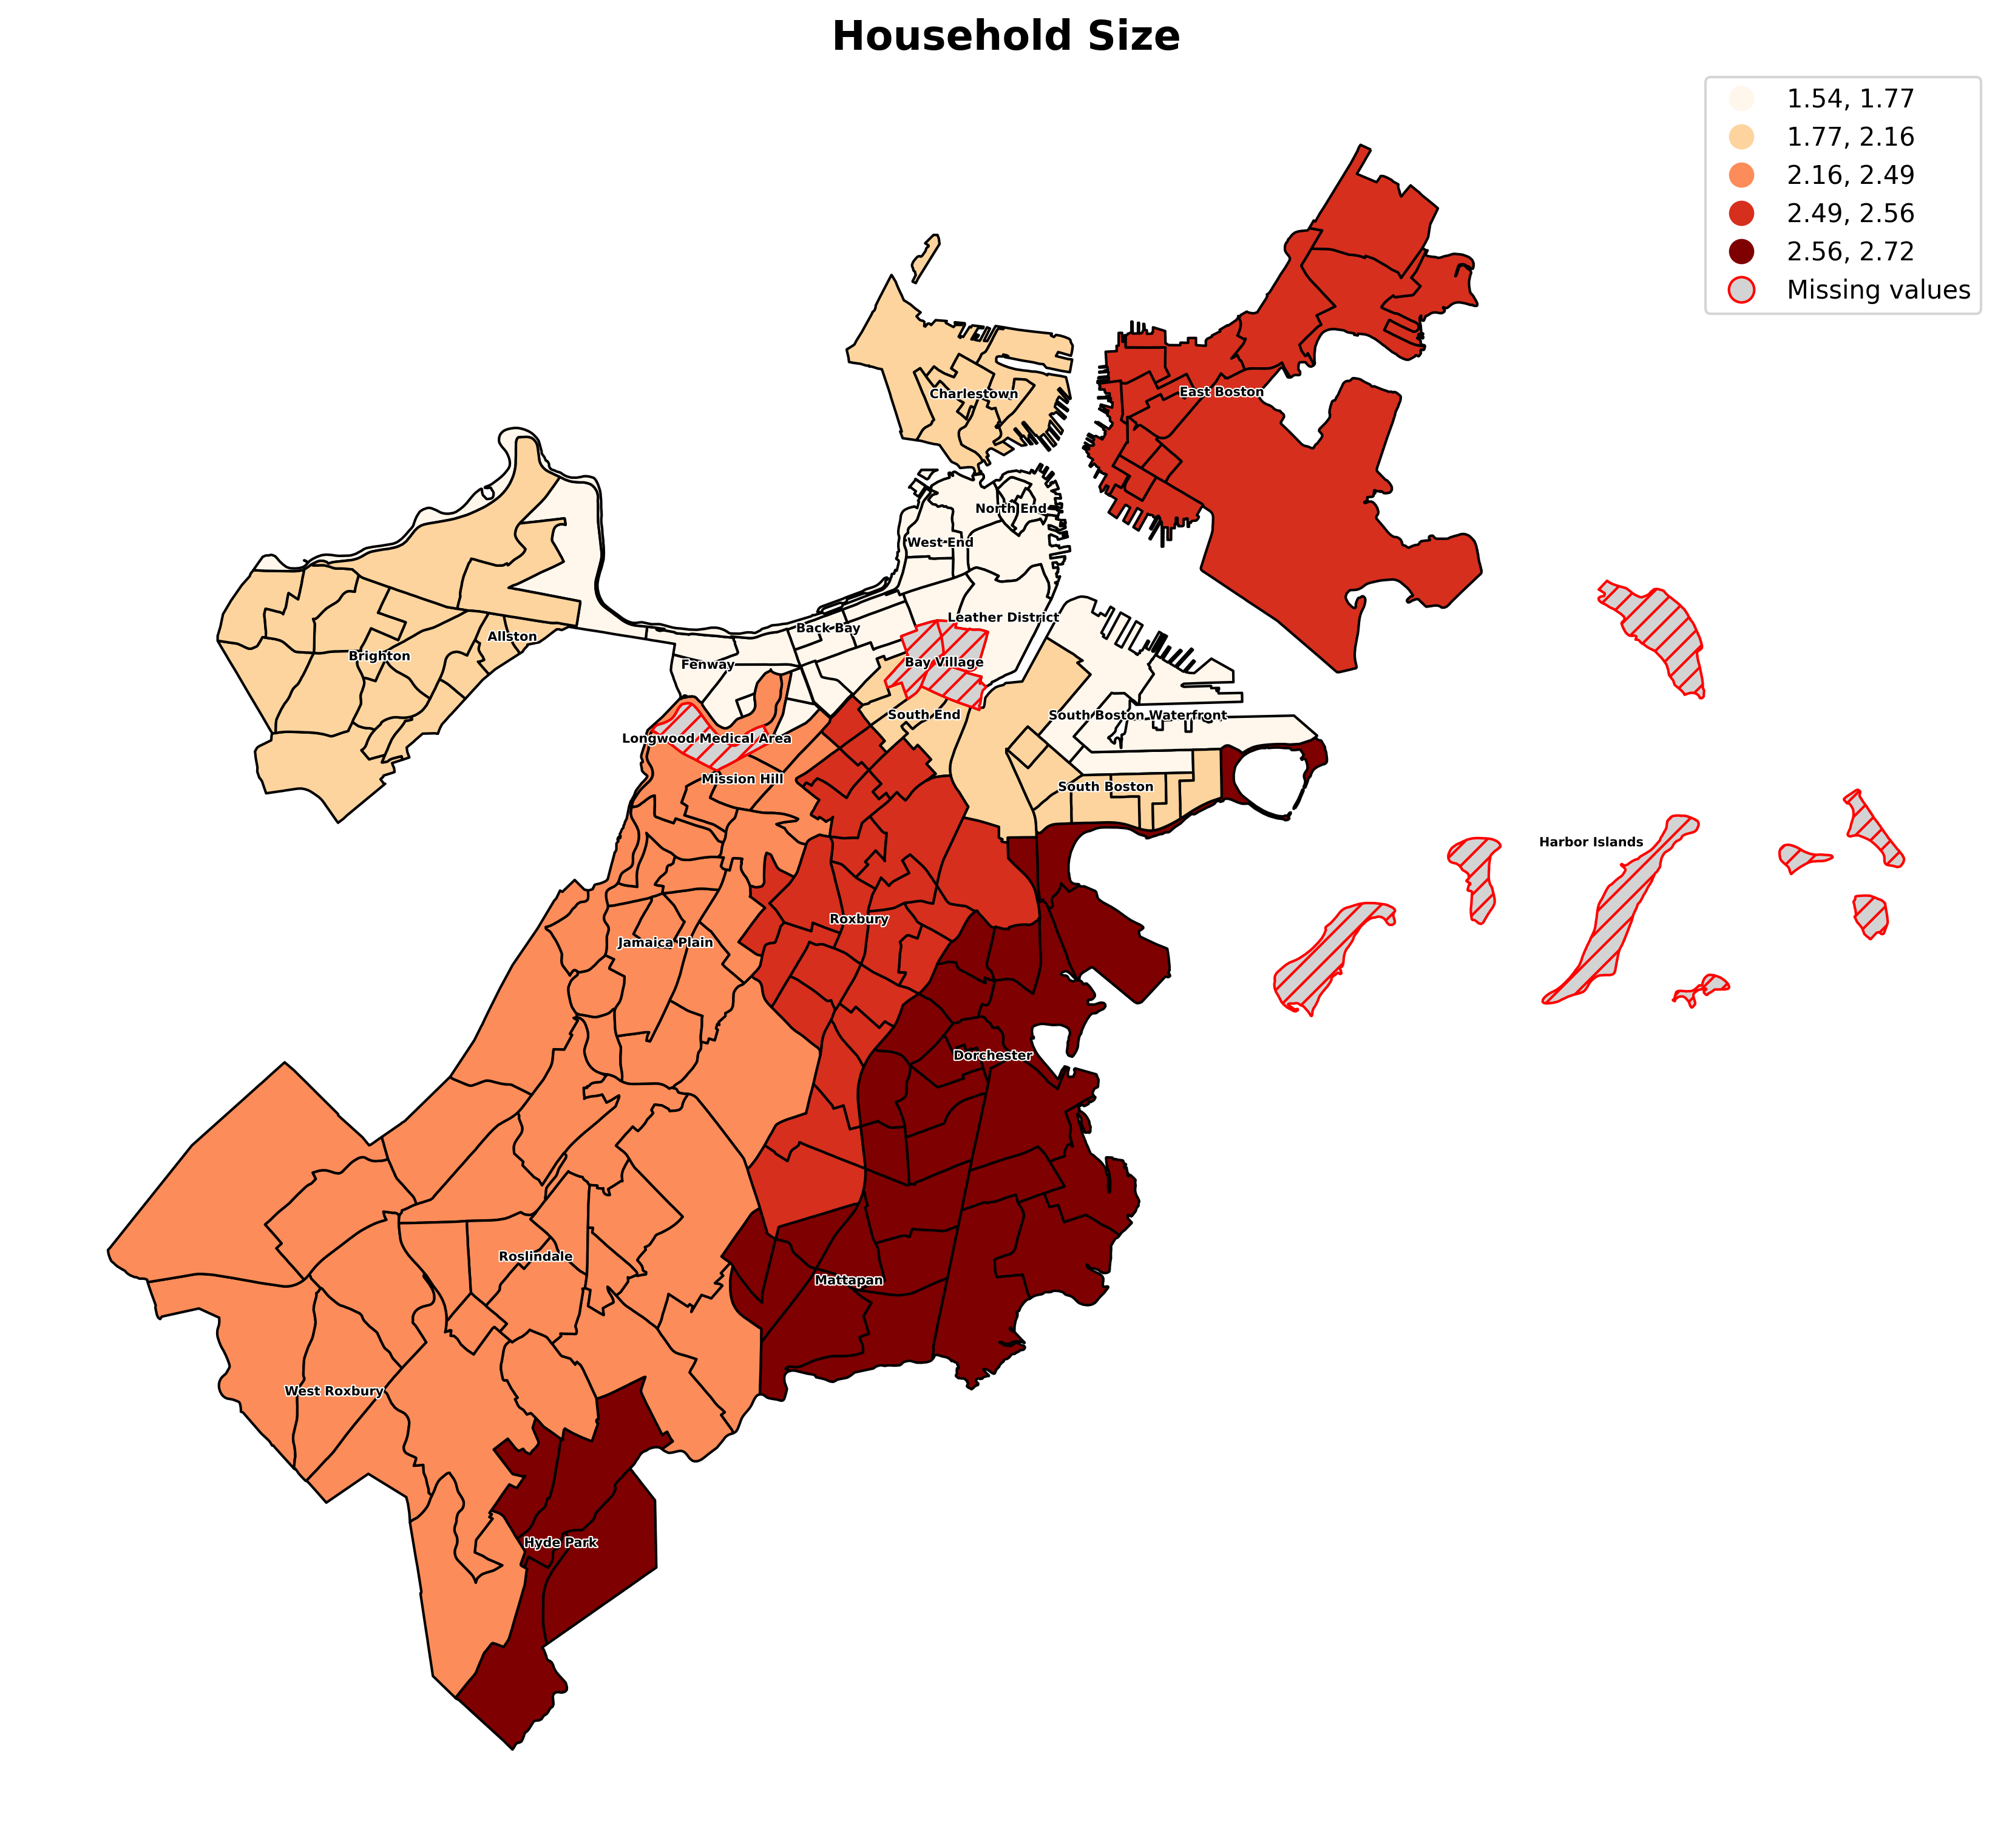 Household Size
1.54, 1.77
1.77, 2.16
2.16, 2.49
2.49, 2.56
2.56, 2.72
Missing values
Charlestown
East Boston
North End
West End
Leather District
Back Bay
Allston
Brighton
Fenway
Bay Village
South End
South Boston Waterfront
Longwood Medical Area
Mission Hill
South Boston
Harbor Islands
Roxbury
Jamaica Plain
Dorchester
Roslindale
Mattapan
West Roxbury
Hyde Park